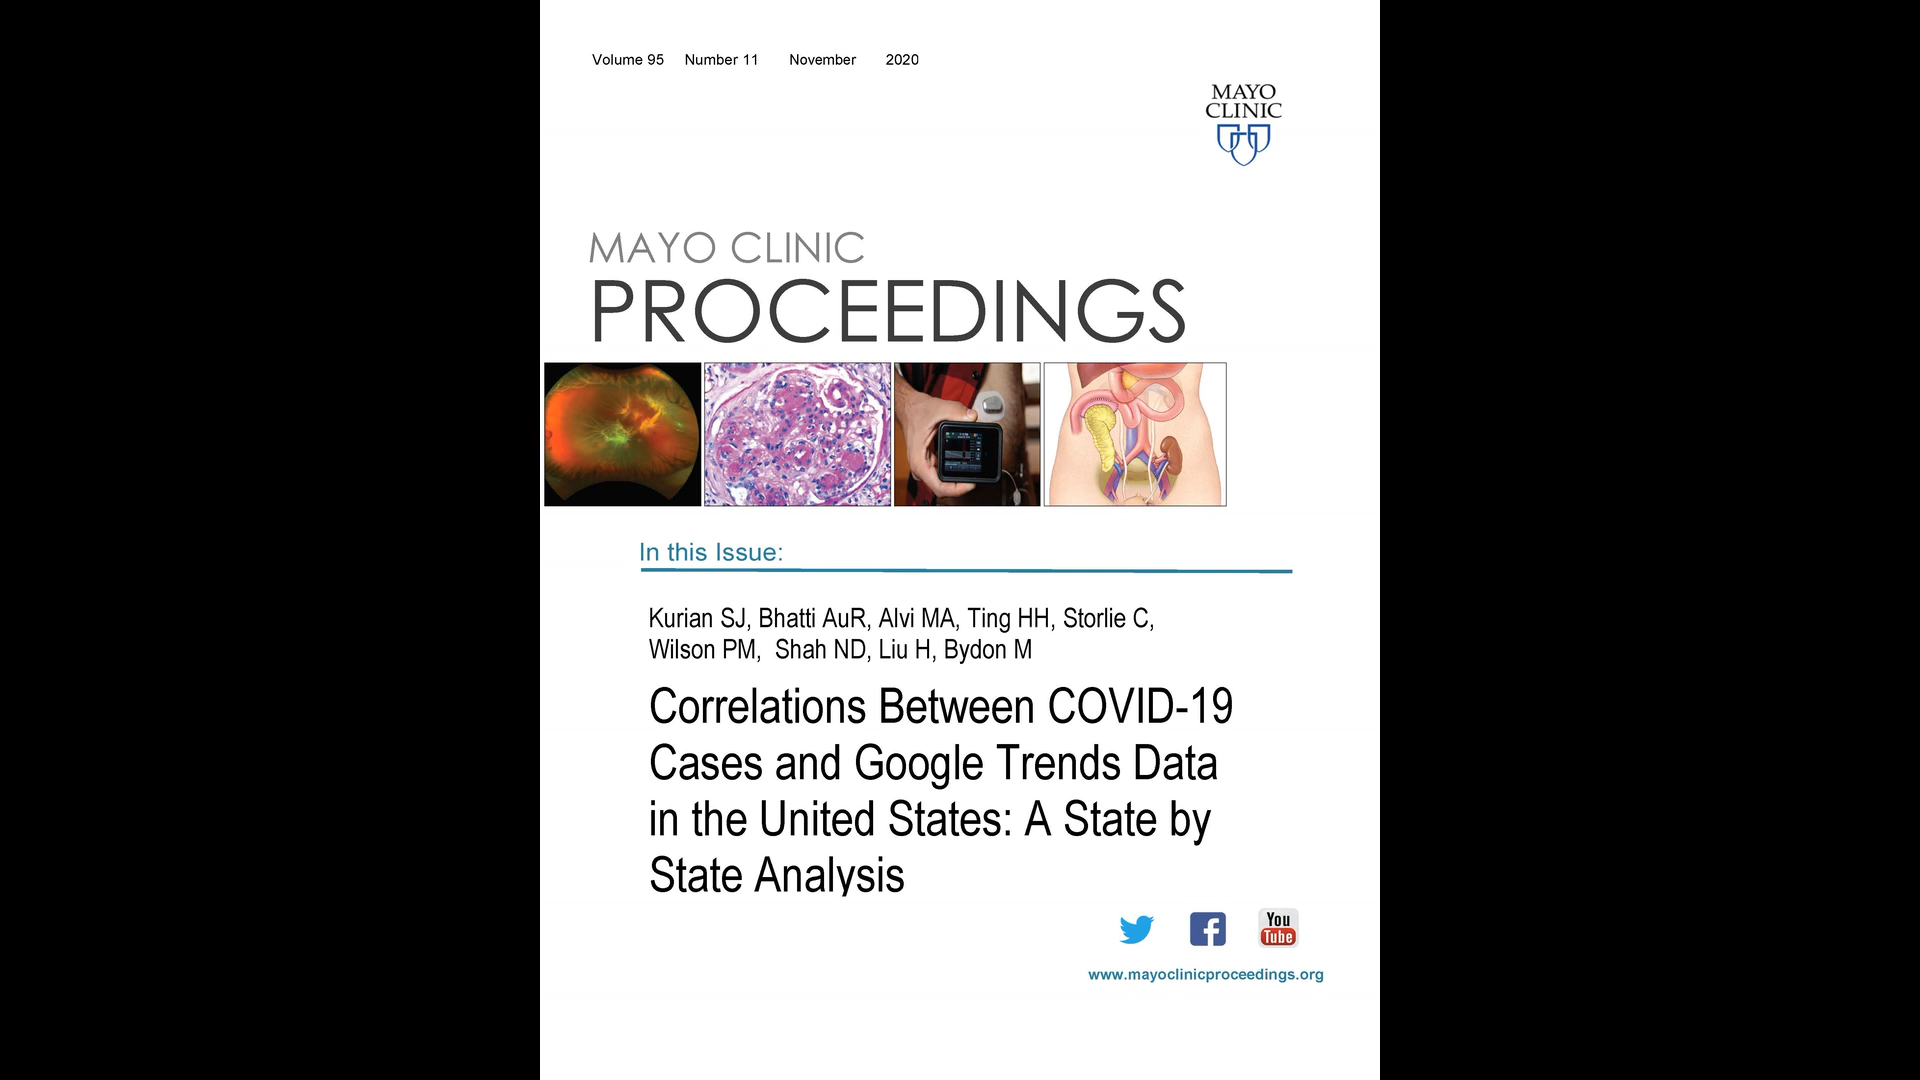 Volume 95 Number 11 November 2020
MAYO
CLINIC
MAYO CLINIC
PROCEEDINGS
In this Issue:
Kurian SJ, Bhatti AuR, Alvi MA, Ting HH, Storlie C,
Wilson PM, Shah ND, Liu H, Bydon M
Correlations Between COVID-19
Cases and Google Trends Data
in the United States: A State by
State Analysis
You
Tube
www.mayoclinicproceedings.org